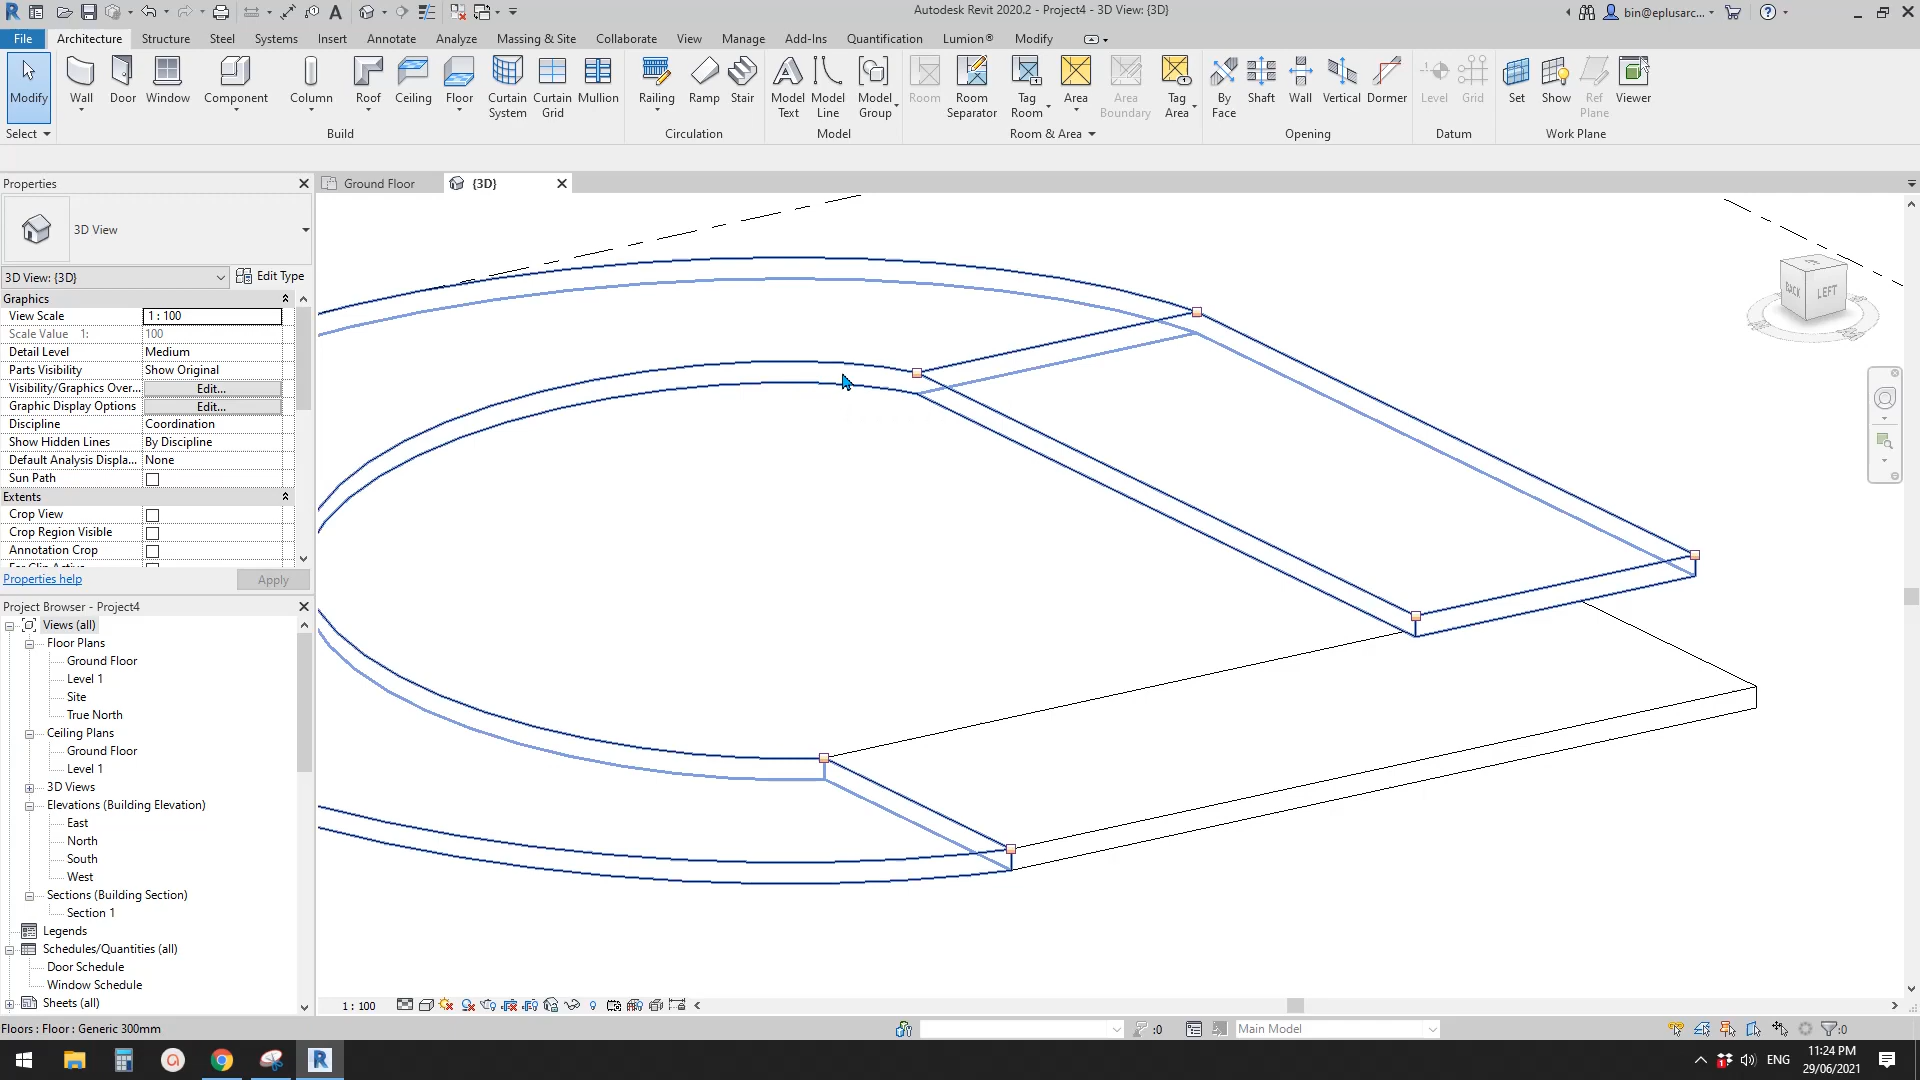 Autodesk Revit 2020.2 - Project4 - 3D View: {3D}
bin@eplusarc...
File Architecture Structure Steel Systems Insert Annotate Analyze Massing & Site Collaborate View Manage Add-Ins Quantification Lumion® Modify
Modify Wall Door Window Component Column Roof Ceiling Floor Curtain System Curtain Grid Mullion Railing Ramp Stair Model Text Model Line Model Group Room Room Separator Tag Room Area Area Boundary Tag Area By Face Shaft Wall Vertical Dormer Level Grid Set Show Ref Plane Viewer
Select Build Circulation Model Room & Area Opening Datum Work Plane
Properties
Ground Floor {3D}
3D View
3D View: {3D} Edit Type
Graphics
View Scale 1 : 100
Scale Value 1: 100
Detail Level Medium
Parts Visibility Show Original
Visibility/Graphics Over... Edit...
Graphic Display Options Edit...
Discipline Coordination
Show Hidden Lines By Discipline
Default Analysis Displa... None
Sun Path
Extents
Crop View
Crop Region Visible
Annotation Crop
Properties help Apply
BACK LEFT
Project Browser - Project4
Views (all)
Floor Plans
Ground Floor
Level 1
Site
True North
Ceiling Plans
Ground Floor
Level 1
3D Views
Elevations (Building Elevation)
East
North
South
West
Sections (Building Section)
Section 1
Legends
Schedules/Quantities (all)
Door Schedule
Window Schedule
Sheets (all)
1 : 100
Floors : Floor : Generic 300mm
:0
Main Model
:0
ENG
11:24 PM
29/06/2021